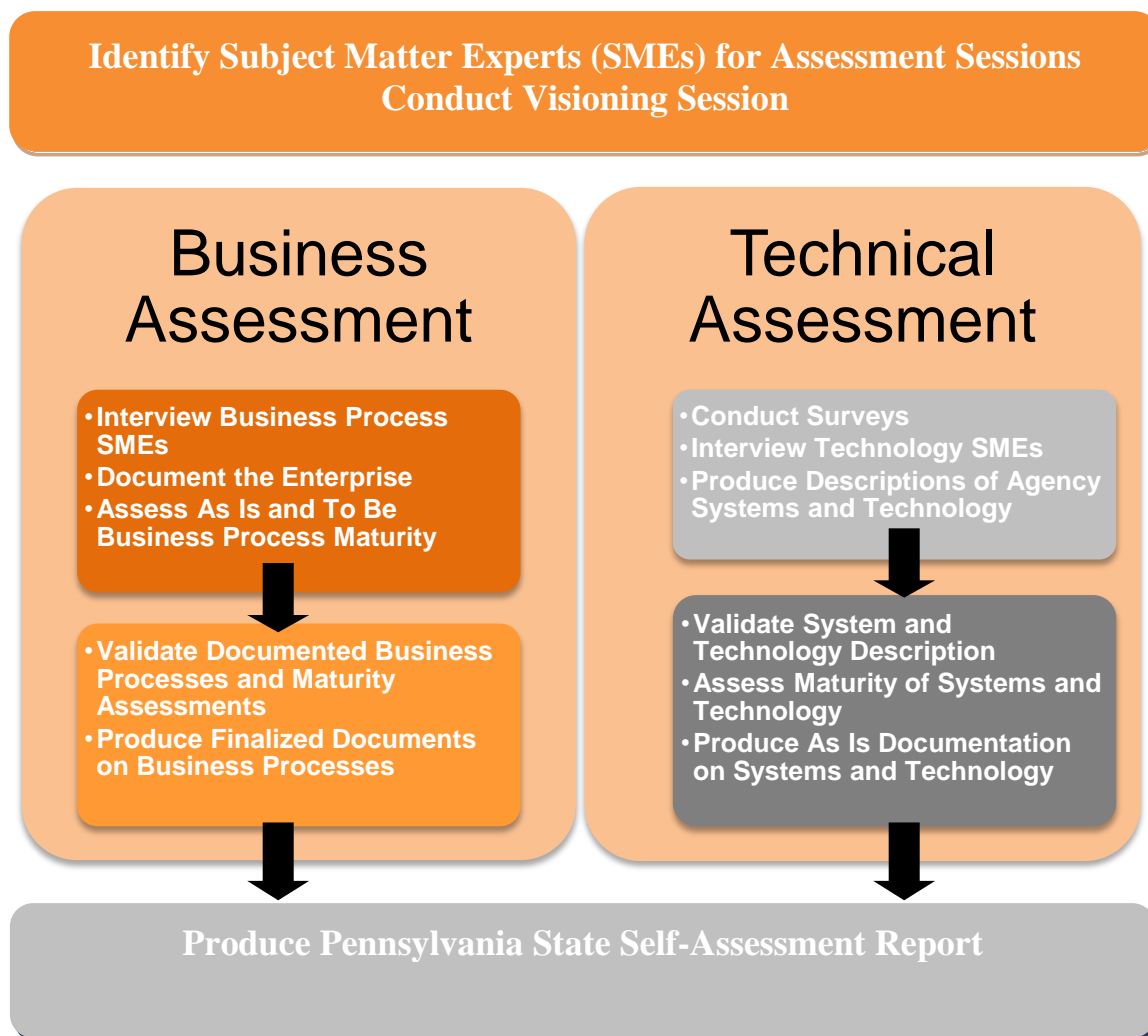 Identify Subject Matter Experts (SMEs) for Assessment Sessions
Conduct Visioning Session
Business
Assessment
•Interview Business Process
SMEs
•Document the Enterprise
•Assess As Is and To Be
Business Process Maturity
•Validate Documented Business
Processes and Maturity
Assessments
•Produce Finalized Documents
on Business Processes
Technical
Assessment
•Conduct Surveys
•Interview Technology SMEs
•Produce Descriptions of Agency
Systems and Technology
•Validate System and
Technology Description
•Assess Maturity of Systems and
Technology
•Produce As Is Documentation
on Systems and Technology
Produce Pennsylvania State Self-Assessment Report